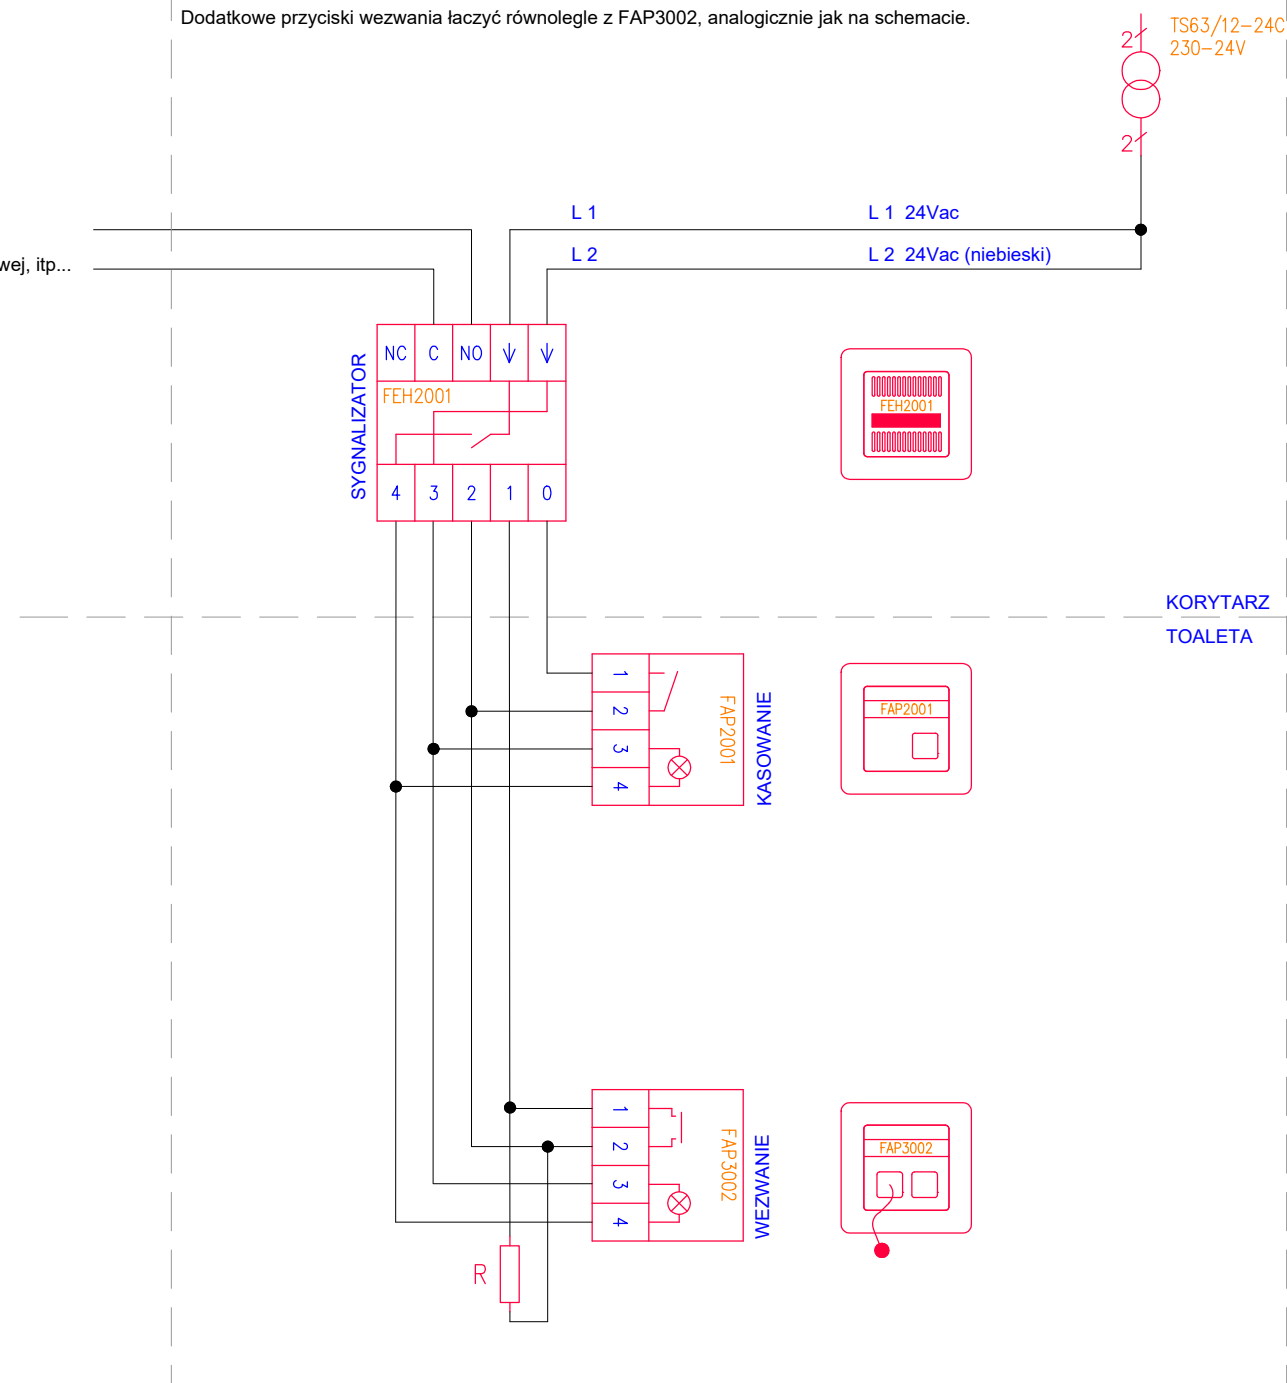 Dodatkowe przyciski wezwania łaczyć równolegle z FAP3002, analogicznie jak na schemacie.
TS63/12-24C
230-24V
2
2
L 1
L 1 24Vac
L 2
L 2 24Vac (niebieski)
wej, itp...
SYGNALIZATOR
NC C NO
FEH2001
4 3 2 1 0
FEH2001
KORYTARZ
TOALETA
1
2
3
4
FAP2001
KASOWANIE
FAP2001
1
2
3
4
FAP3002
WEZWANIE
FAP3002
R